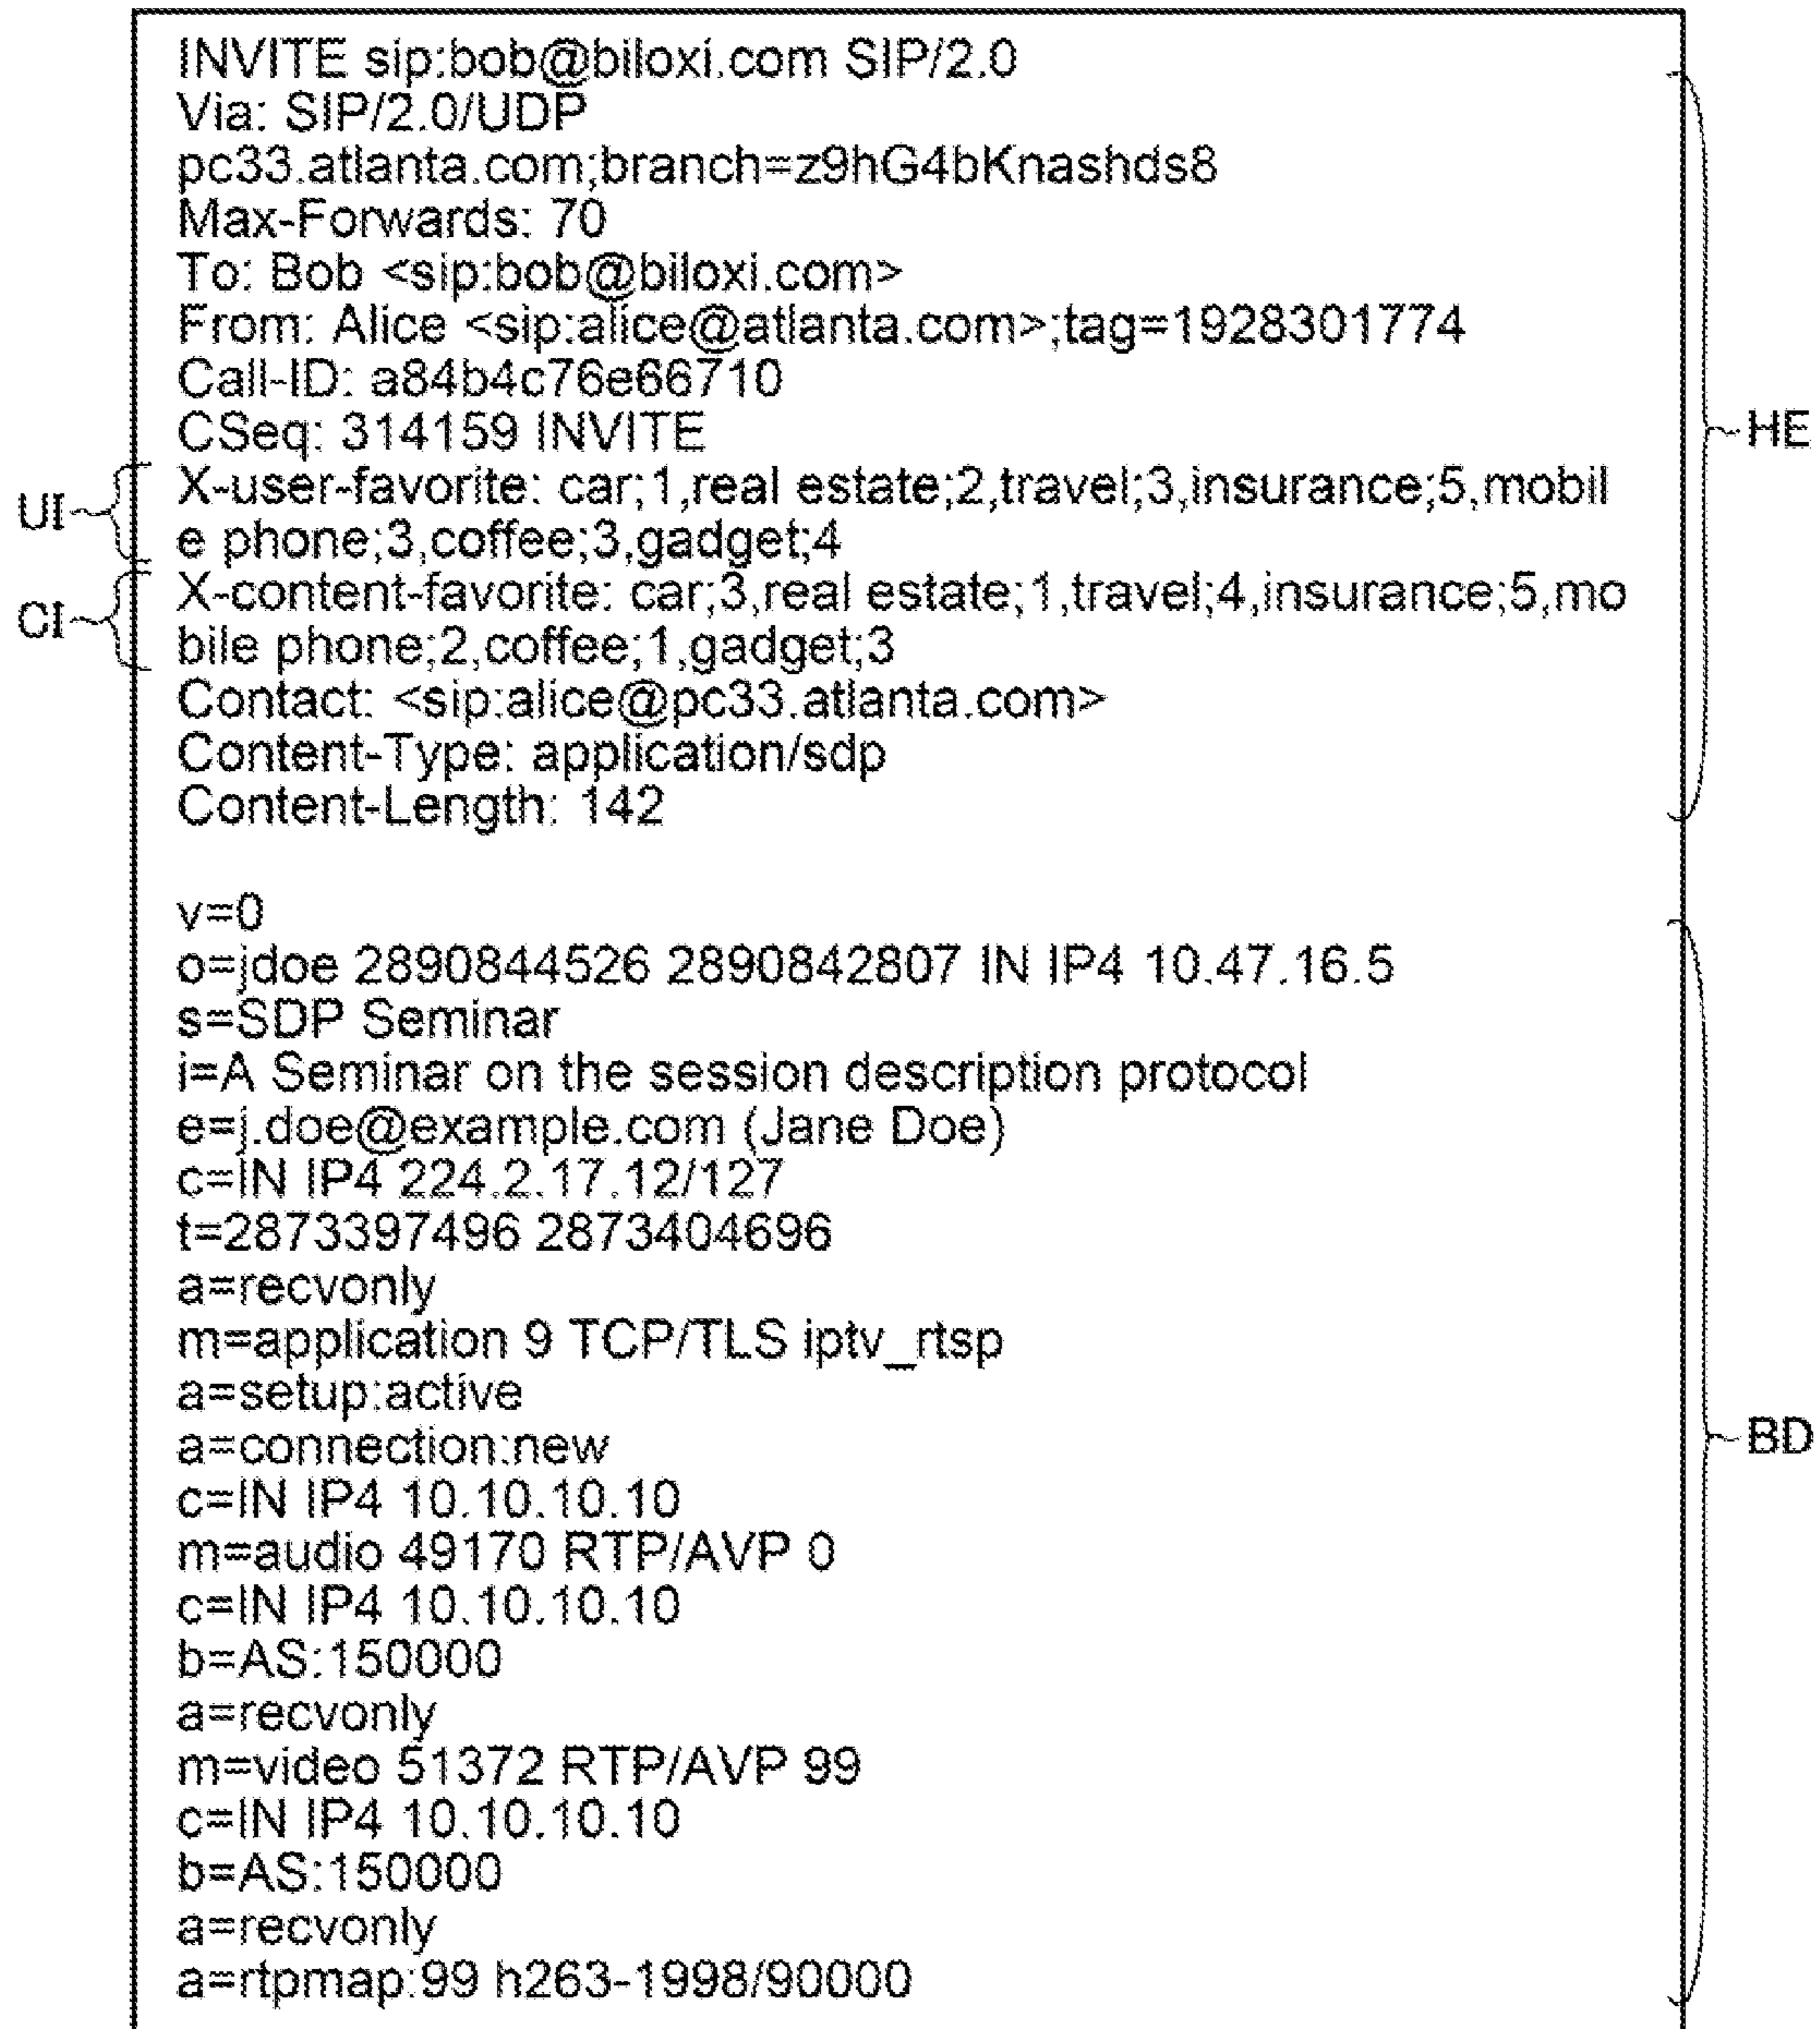 INVITE sip:bob@biloxi.com SIP/2.0
Via: SIP/2.0/UDP
pc33.atlanta.com;branch=z9hG4bKnashds8
Max-Forwards: 70
To: Bob <sip:bob@biloxi.com>
From: Alice <sip:alice@atlanta.com>;tag=1928301774
Call-ID: a84b4c76e66710
CSeq: 314159 INVITE
HE
UI
X-user-favorite: car;1,real estate;2,travel;3,insurance;5,mobil
e phone;3,coffee;3,gadget;4
CI
X-content-favorite: car;3,real estate;1,travel;4,insurance;5,mo
bile phone;2,coffee;1,gadget;3
Contact: <sip:alice@pc33.atlanta.com>
Content-Type: application/sdp
Content-Length: 142
v=0
o=jdoe 2890844526 2890842807 IN IP4 10.47.16.5
s=SDP Seminar
i=A Seminar on the session description protocol
e=j.doe@example.com (Jane Doe)
c=IN IP4 224.2.17.12/127
t=2873397496 2873404696
a=recvonly
m=application 9 TCP/TLS iptv_rtsp
a=setup:active
a=connection:new
BD
c=IN IP4 10.10.10.10
m=audio 49170 RTP/AVP 0
c=IN IP4 10.10.10.10
b=AS:150000
a=recvonly
m=video 51372 RTP/AVP 99
c=IN IP4 10.10.10.10
b=AS:150000
a=recvonly
a=rtpmap:99 h263-1998/90000